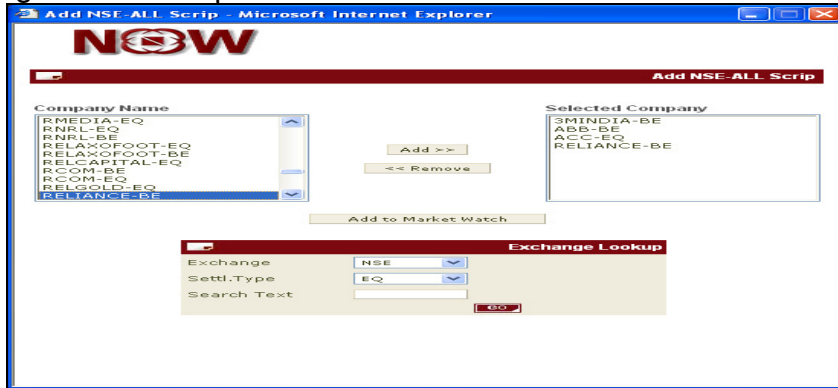 Add NSE-ALL Scrip - Microsoft Internet Explorer
NOW
Add NSE-ALL Scrip
Company Name
RMEDIA-EQ
RNRL-EQ
RNRL-BE
RELAXOFOOT-EQ
RELAXOFOOT-BE
RELCAPITAL-EQ
RCOM-BE
RCOM-EQ
RELGOLD-EQ
RELIANCE-BE
Add >>
<< Remove
Selected Company
3MINDIA-BE
ABB-BE
ACC-EQ
RELIANCE-BE
Add to Market Watch
Exchange Lookup
Exchange NSE
Settl.Type EQ
Search Text
GO